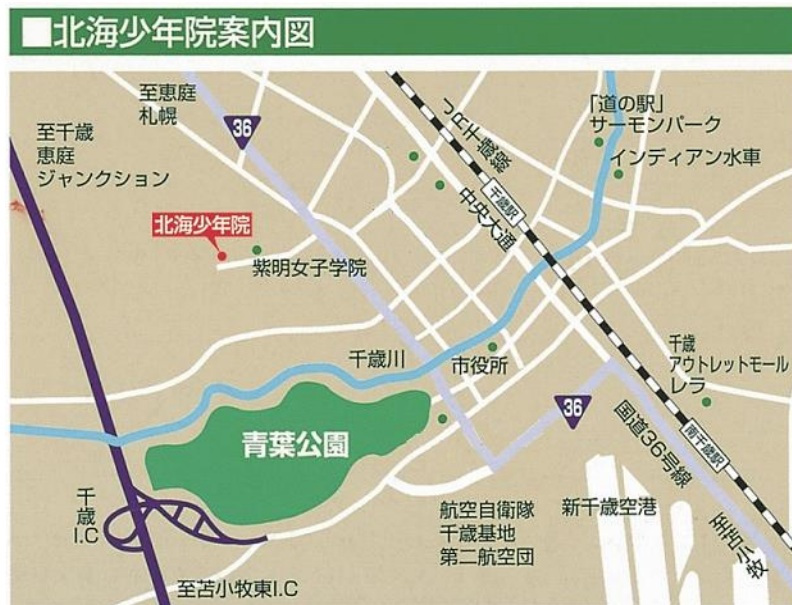 ■北海少年院案内図
至恵庭
札幌
36
至千歳
恵庭
ジャンクション
JR千歳線
「道の駅」
サーモンパーク
インディアン水車
千歳駅
中央大通
北海少年院
紫明女子学院
千歳川
市役所
千歳
アウトレットモール
レラ
36
国道36号線
南千歳駅
青葉公園
千歳
I.C
航空自衛隊
千歳基地
第二航空団
新千歳空港
至苫小牧
至苫小牧東I.C